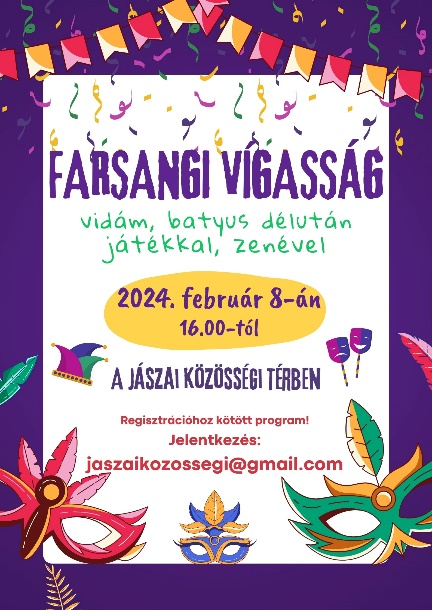 FARSANGI VÍGASSÁG
vidám, batyus délután
játékkal, zenével
2024. február 8-án
16.00-tól
A JÁSZAI KÖZÖSSÉGI TÉRBEN
Regisztrációhoz kötött program!
Jelentkezés:
jaszaikozossegi@gmail.com